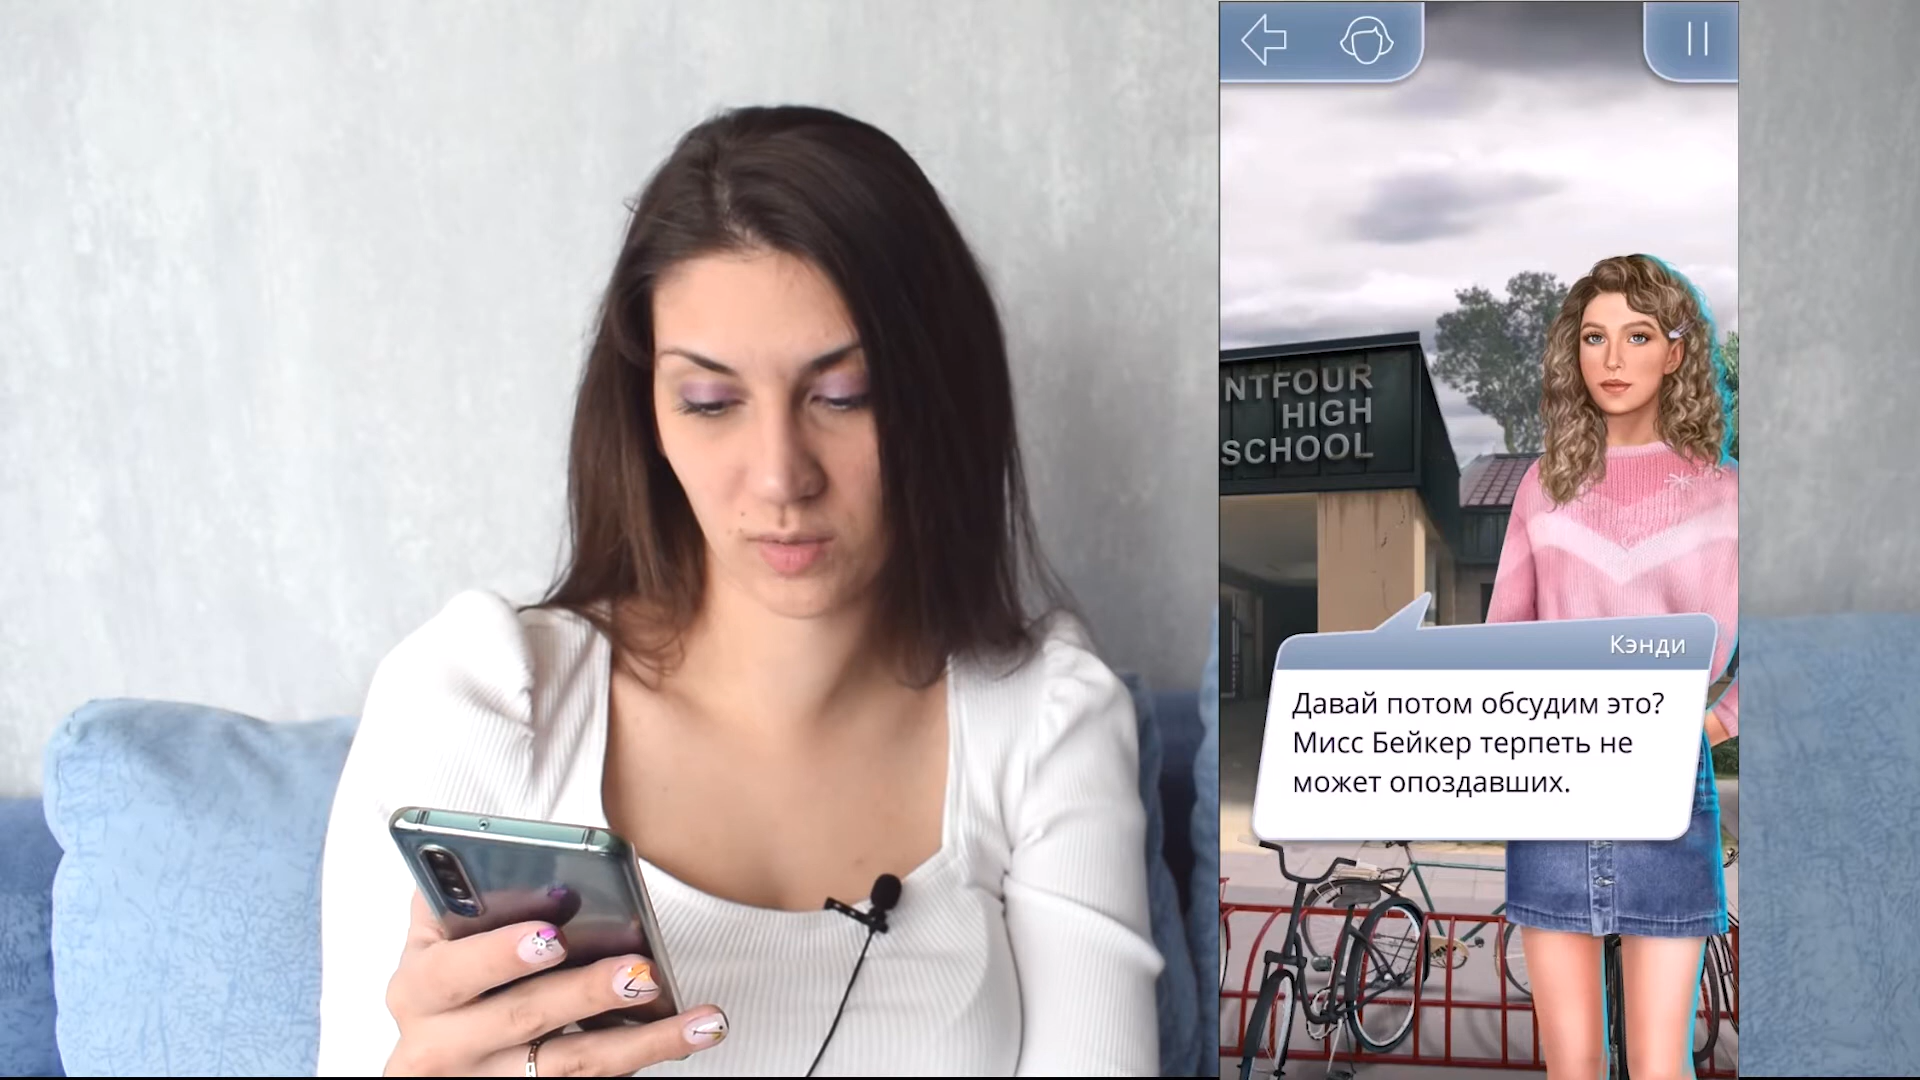 NTFOUR
HIGH
SCHOOL
Кэнди
Давай потом обсудим это?
Мисс Бейкер терпеть не
может опоздавших.